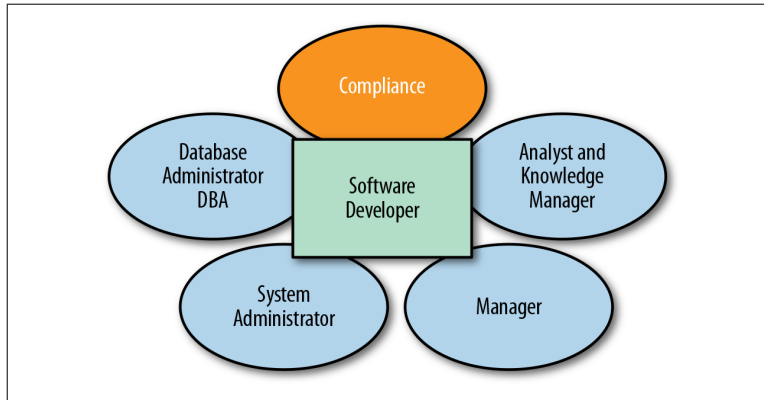 Compliance
Database
Administrator
DBA
Analyst and
Knowledge
Manager
Software
Developer
System
Administrator
Manager